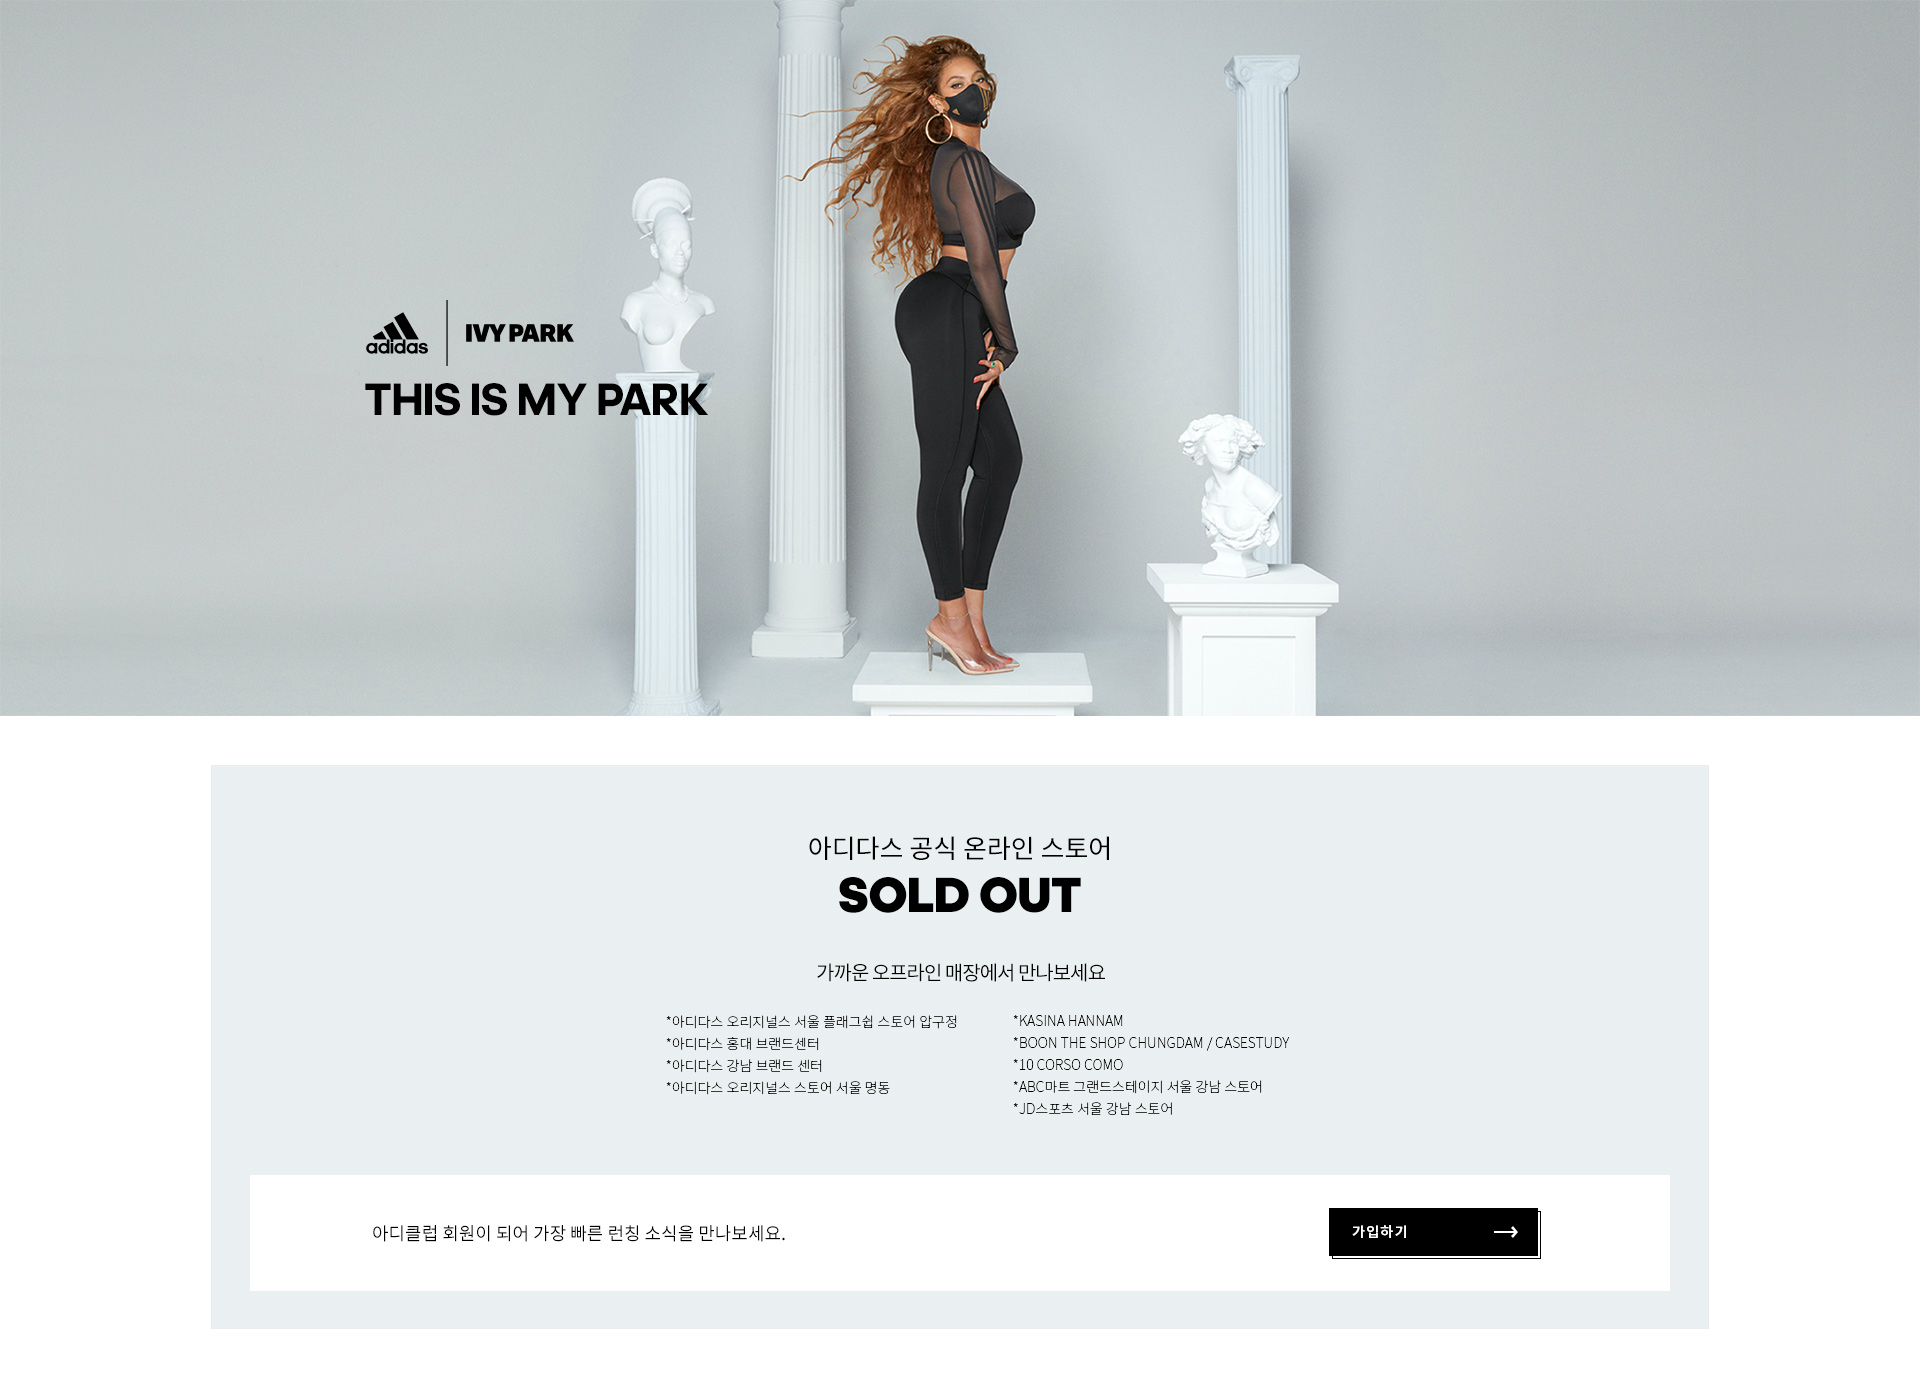 adidas
IVY PARK
THIS IS MY PARK
아디다스 공식 온라인 스토어
SOLD OUT
가까운 오프라인 매장에서 만나보세요
*아디다스 오리지널스 서울 플래그쉽 스토어 압구정
*아디다스 홍대 브랜드센터
*아디다스 강남 브랜드 센터
*아디다스 오리지널스 스토어 서울 명동
*KASINA HANNAM
*BOON THE SHOP CHUNGDAM / CASESTUDY
*10 CORSO COMO
*ABC마트 그랜드스테이지 서울 강남 스토어
*JD스포츠 서울 강남 스토어
아디클럽 회원이 되어 가장 빠른 런칭 소식을 만나보세요.
가입하기